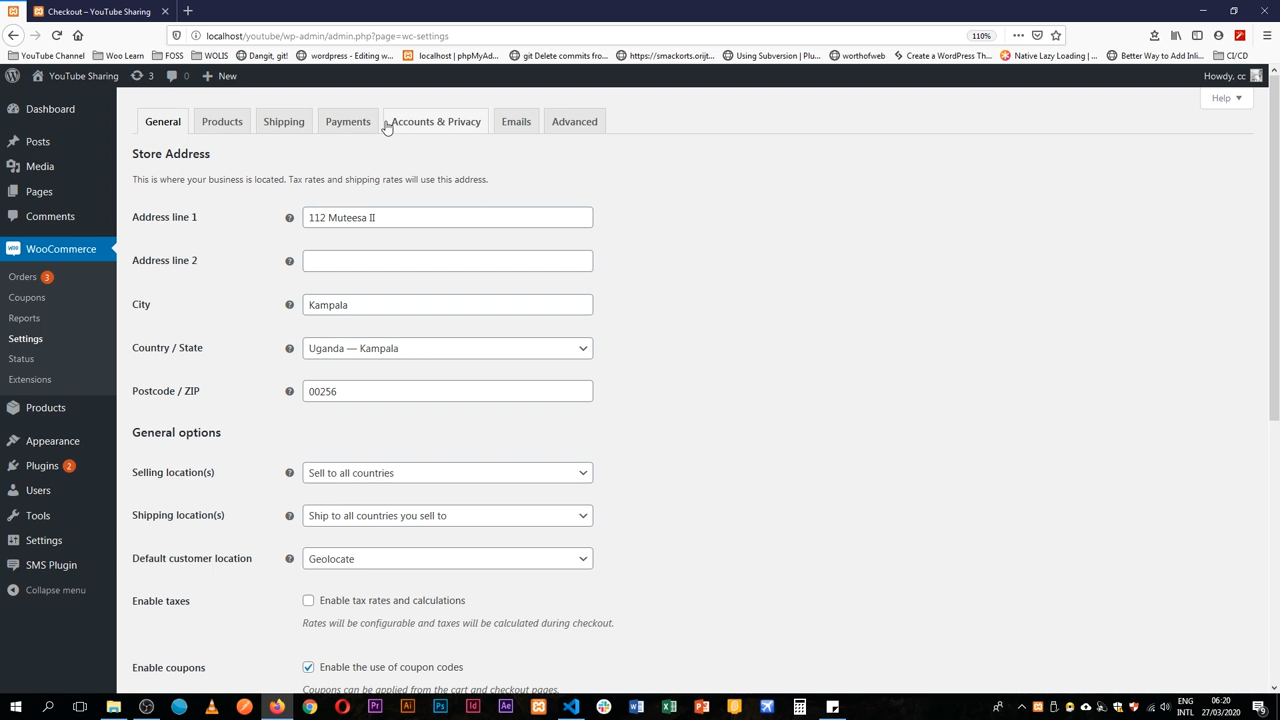 Checkout – YouTube Sharing
localhost/youtube/wp-admin/admin.php?page=wc-settings
110%
YouTube Channel
Woo Learn
FOSS
WOLIS
Dangit, git!
wordpress - Editing w...
localhost | phpMyAd...
git Delete commits fro...
https://smackorts.orijt...
Using Subversion | Plu...
worthofweb
Create a WordPress Th...
Native Lazy Loading | ...
Better Way to Add Inli...
CI/CD
YouTube Sharing
3
0
New
Howdy, cc
Help
Dashboard
Posts
Media
Pages
Comments
WooCommerce
Orders 3
Coupons
Reports
Settings
Status
Extensions
Products
Appearance
Plugins 2
Users
Tools
Settings
SMS Plugin
Collapse menu
General
Products
Shipping
Payments
Accounts & Privacy
Emails
Advanced
Store Address
This is where your business is located. Tax rates and shipping rates will use this address.
Address line 1
112 Muteesa II
Address line 2
City
Kampala
Country / State
Uganda — Kampala
Postcode / ZIP
00256
General options
Selling location(s)
Sell to all countries
Shipping location(s)
Ship to all countries you sell to
Default customer location
Geolocate
Enable taxes
Enable tax rates and calculations
Rates will be configurable and taxes will be calculated during checkout.
Enable coupons
Enable the use of coupon codes
Coupons can be applied from the cart and checkout pages.
ENG
INTL
06:20
27/03/2020